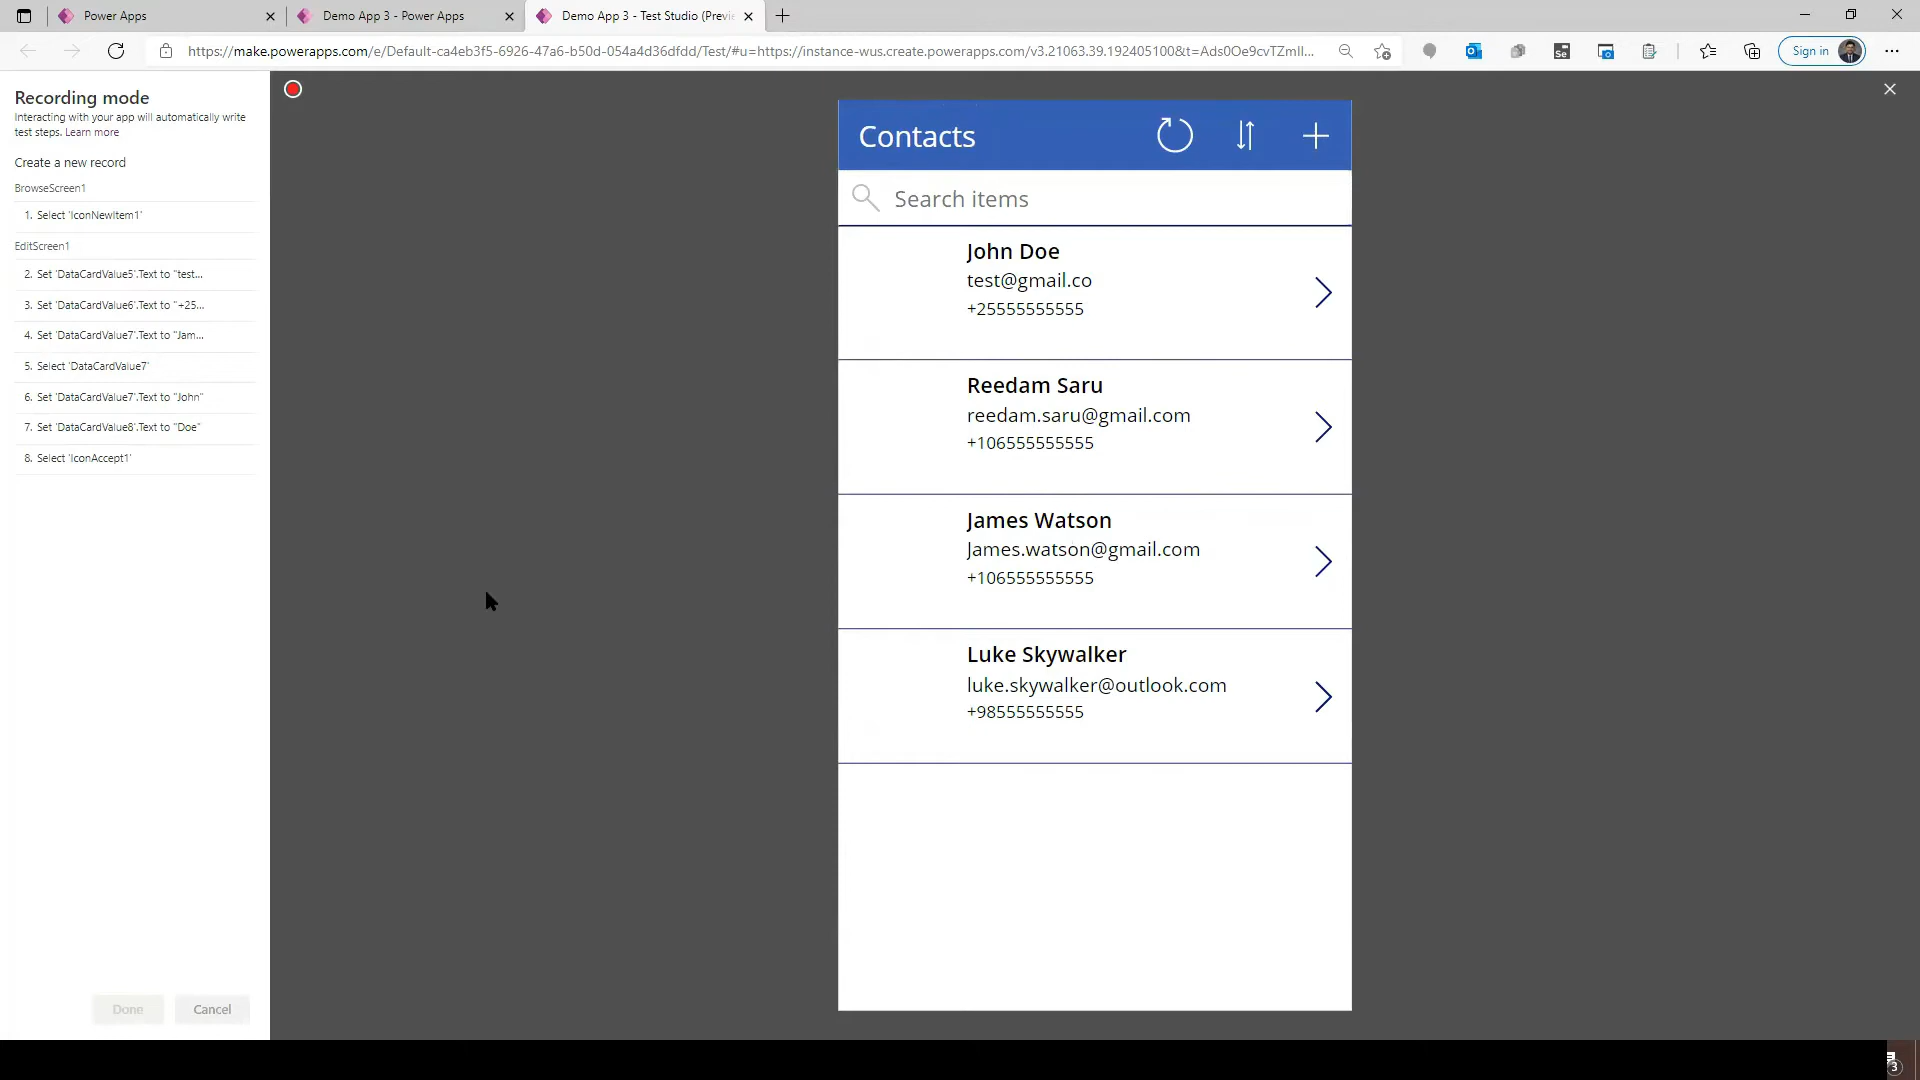 Power Apps
Demo App 3 - Power Apps
Demo App 3 - Test Studio (Previe
https://make.powerapps.com/e/Default-ca4eb3f5-6926-47a6-b50d-054a4d36dfdd/Test/#u=https://instance-wus.create.powerapps.com/v3.21063.39.192405100&t=Ads0Oe9cvTZmII...
Sign in
Recording mode
Interacting with your app will automatically write
test steps. Learn more
Create a new record
BrowseScreen1
1. Select 'IconNewItem1'
EditScreen1
2. Set 'DataCardValue5'.Text to "test...
3. Set 'DataCardValue6'.Text to "+25...
4. Set 'DataCardValue7'.Text to "Jam...
5. Select 'DataCardValue7'
6. Set 'DataCardValue7'.Text to "John"
7. Set 'DataCardValue8'.Text to "Doe"
8. Select 'IconAccept1'
Done
Cancel
Contacts
Search items
John Doe
test@gmail.co
+25555555555
Reedam Saru
reedam.saru@gmail.com
+106555555555
James Watson
James.watson@gmail.com
+106555555555
Luke Skywalker
luke.skywalker@outlook.com
+98555555555
Se
3